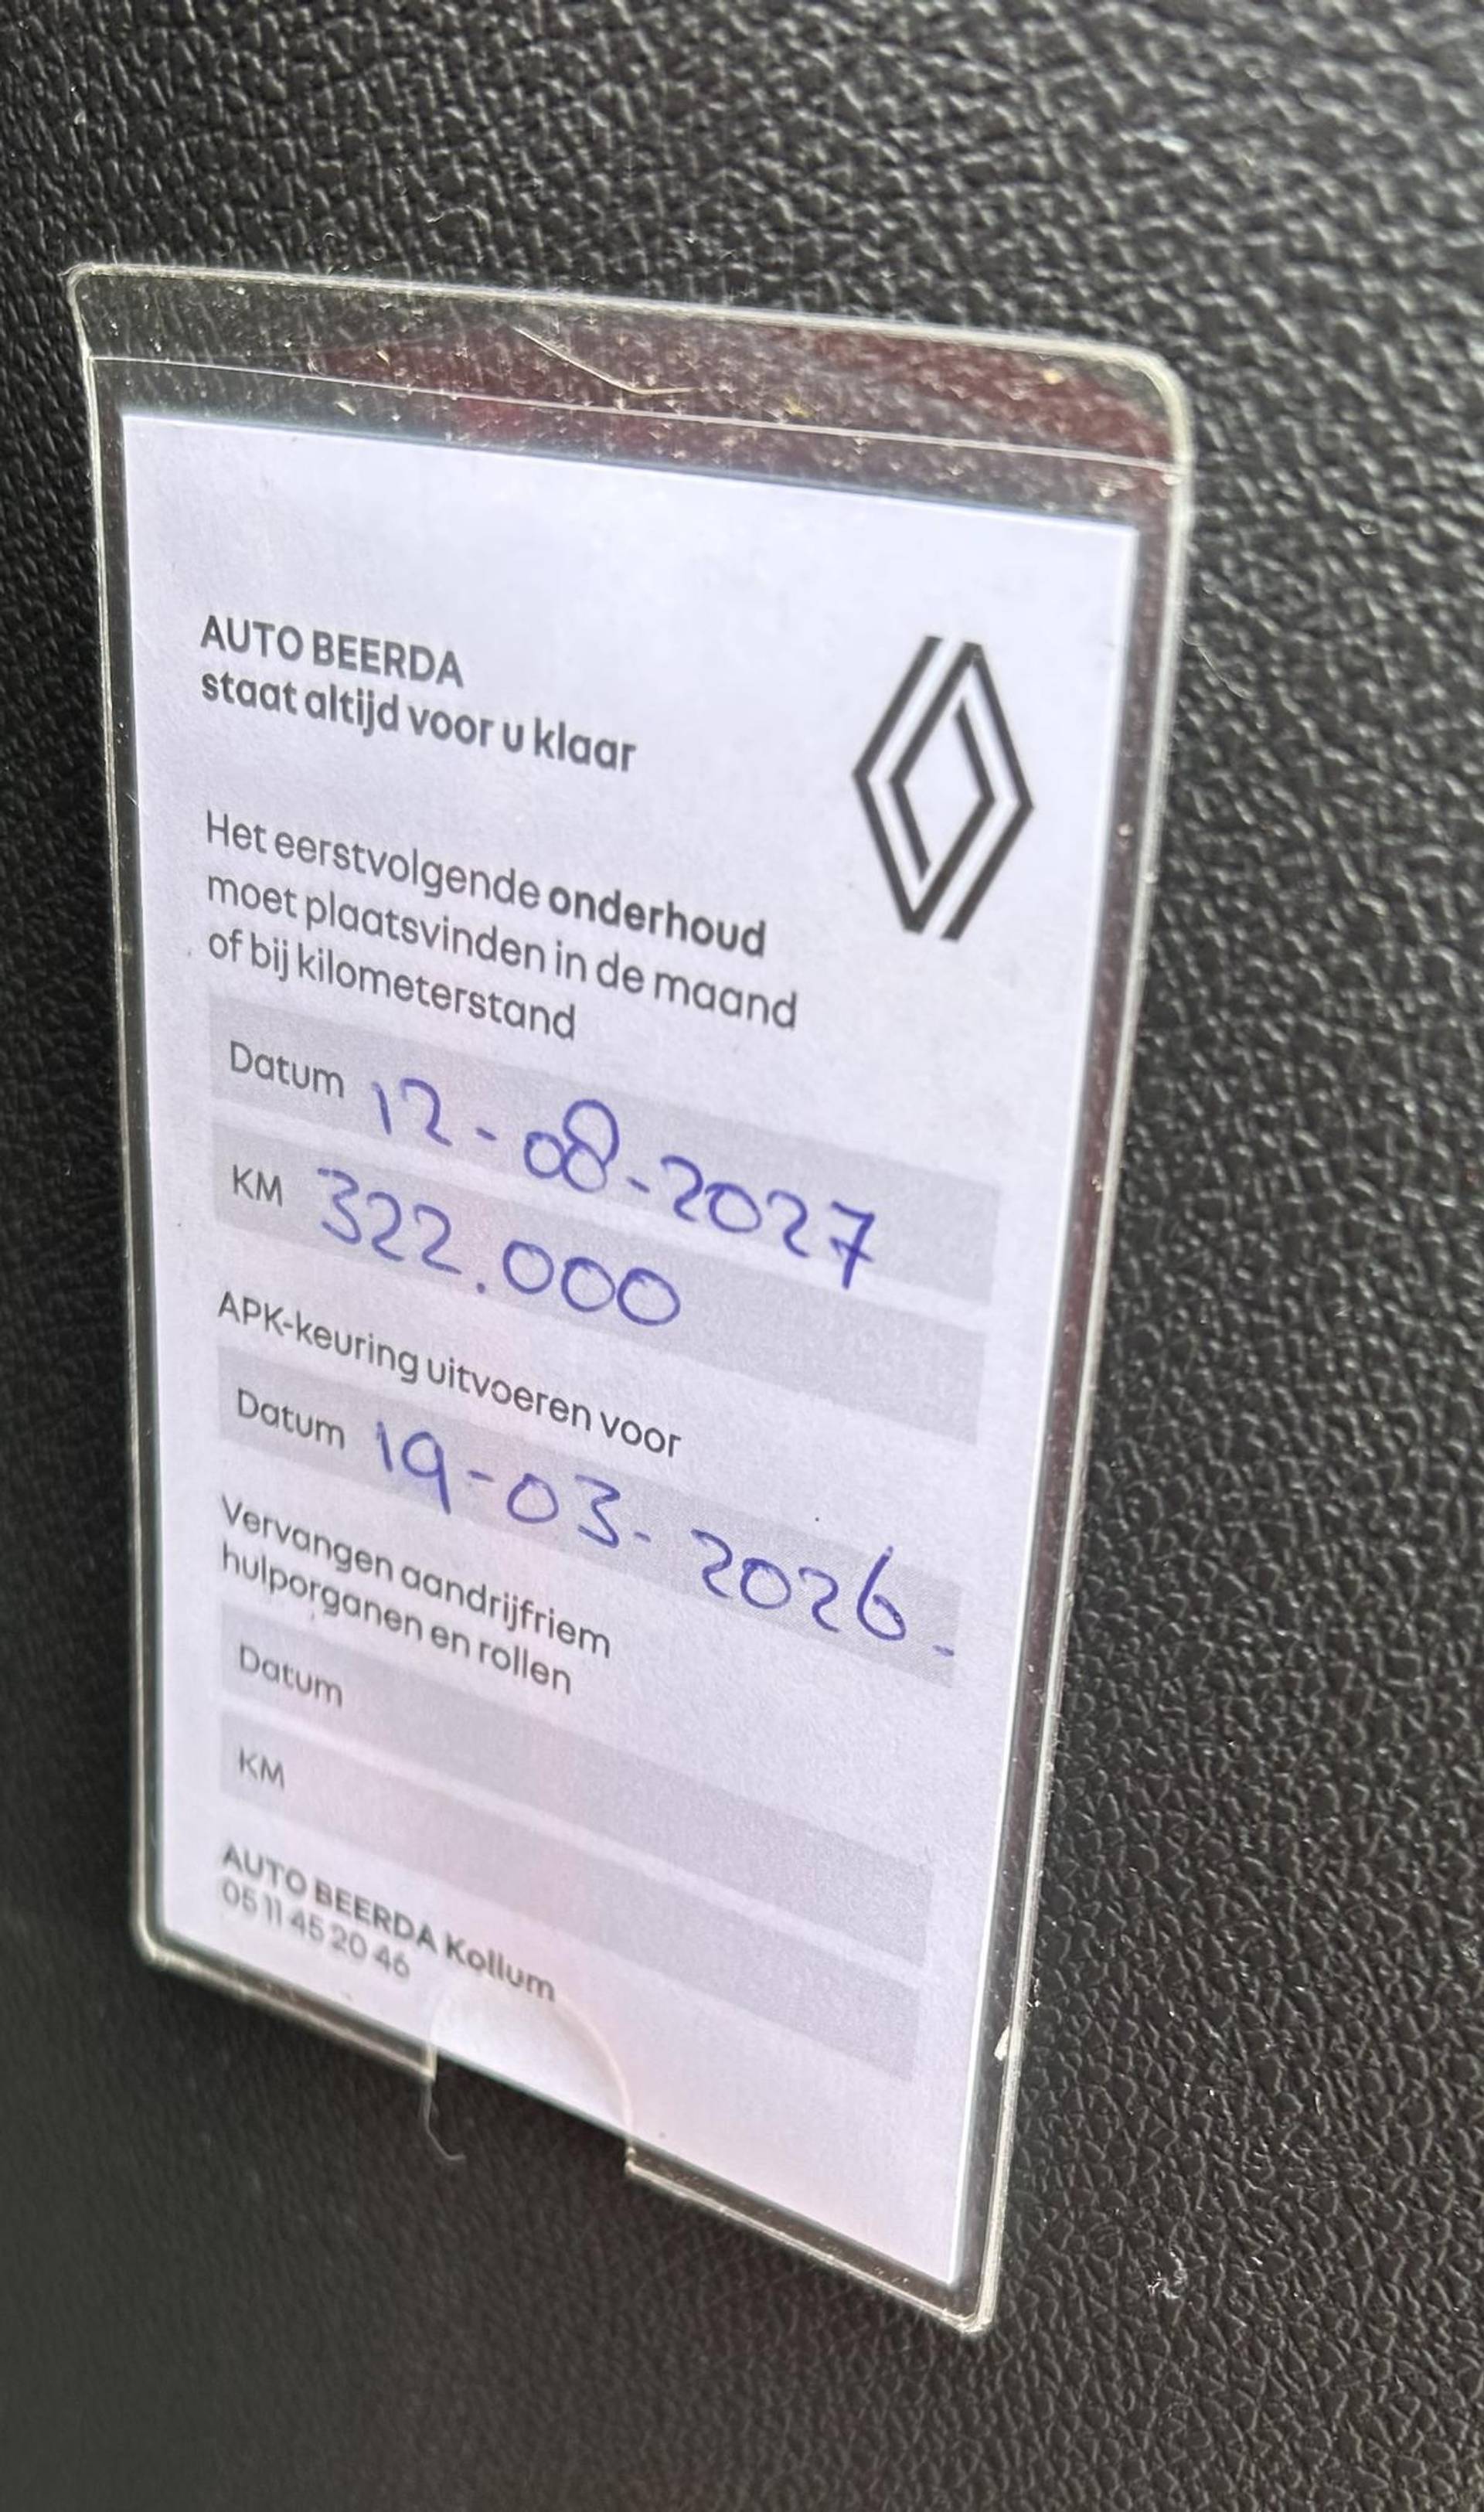 AUTO BEERDA
staat altijd voor u klaar
Het eerstvolgende onderhoud
moet plaatsvinden in de maand
of bij kilometerstand
Datum 12-08-2027
KM 322.000
APK-keuring uitvoeren voor
Datum 19-03-2026-
Vervangen aandrijfriem
hulporganen en rollen
Datum
KM
AUTO BEERDA Kollum
05 11 45 20 46